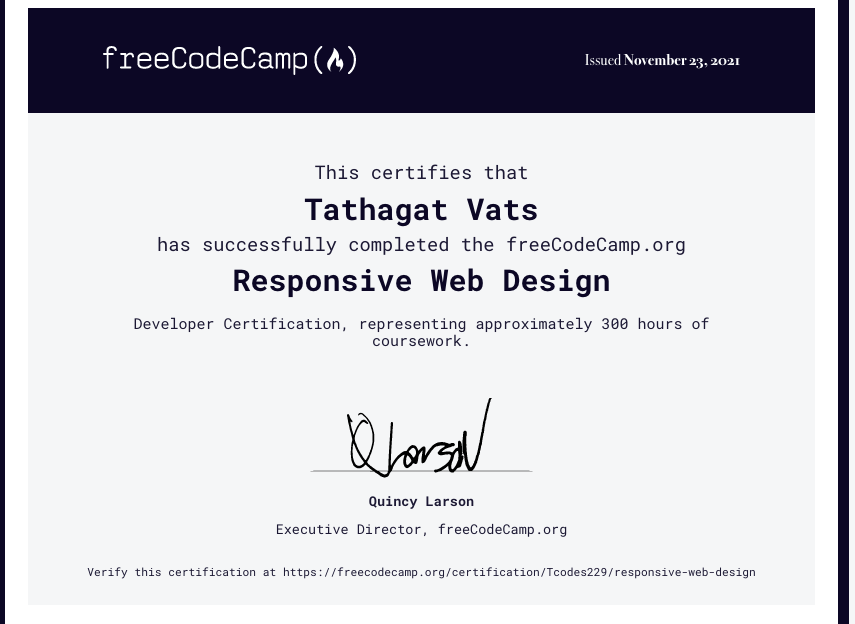 freeCodeCamp(🔥)
Issued November 23, 2021
This certifies that
Tathagat Vats
has successfully completed the freeCodeCamp.org
Responsive Web Design
Developer Certification, representing approximately 300 hours of
coursework.
Q Larson
Quincy Larson
Executive Director, freeCodeCamp.org
Verify this certification at https://freecodecamp.org/certification/Tcodes229/responsive-web-design